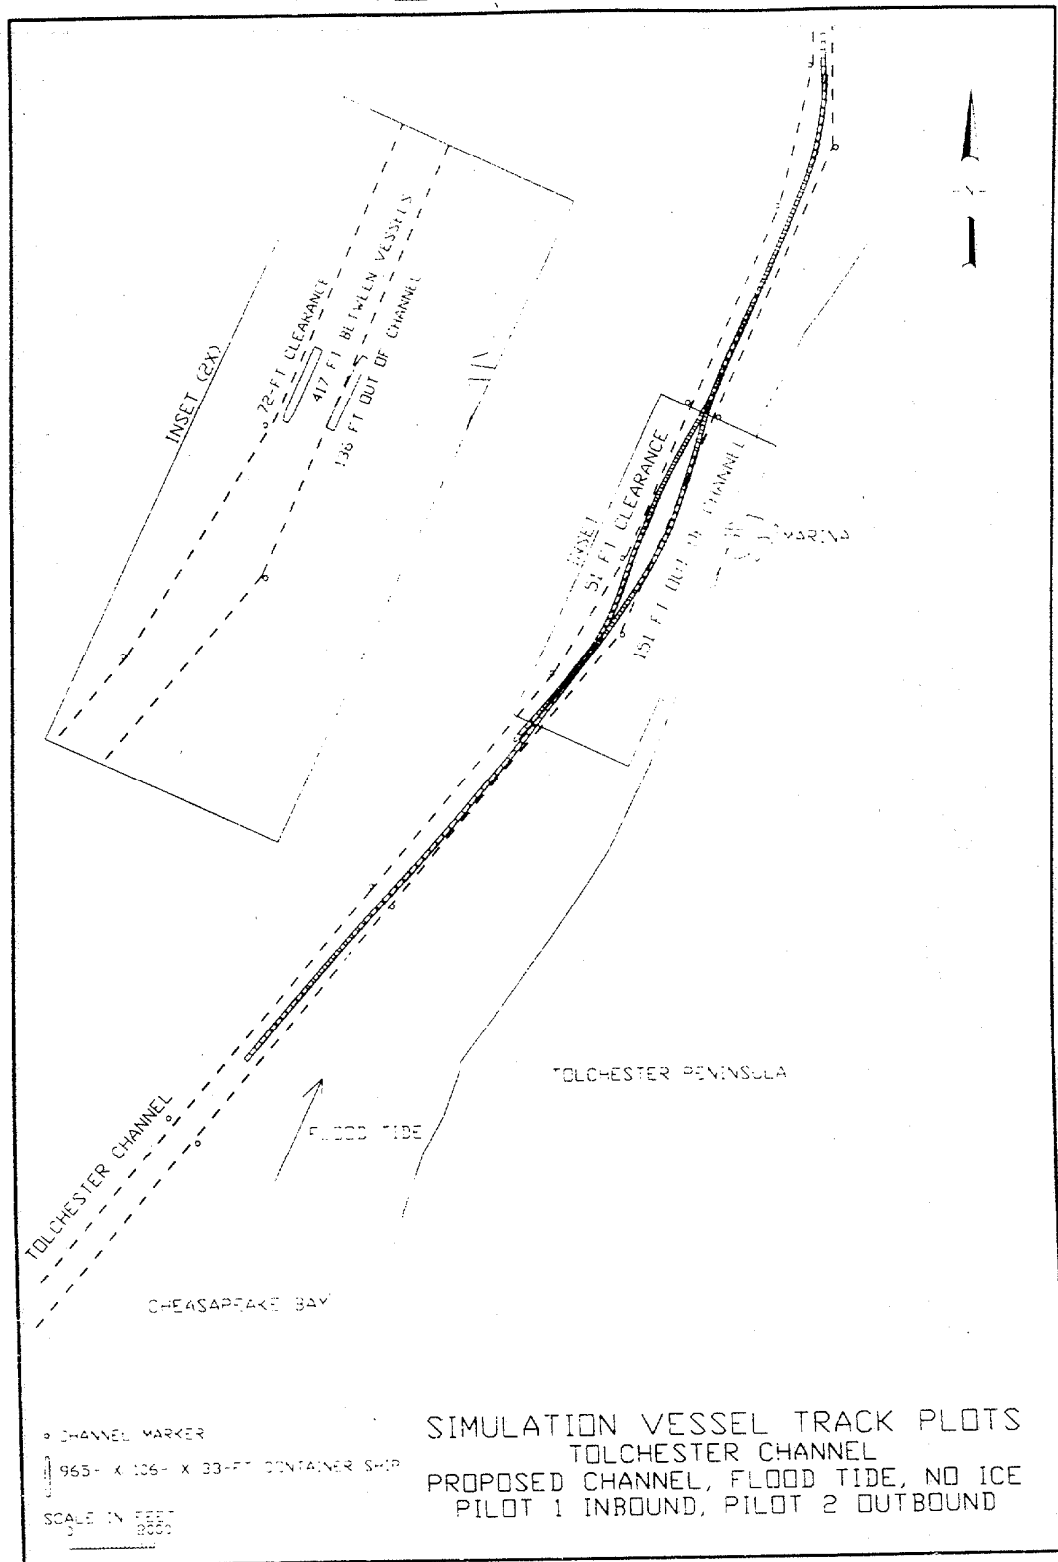 INSET (2X)
72-FT CLEARANCE
417 FT BETWEEN VESSELS
136 FT OUT OF CHANNEL
INSET
51 FT CLEARANCE
151 FT OUT OF CHANNEL
MARINA
TOLCHESTER PENINSULA
FLOOD TIDE
TOLCHESTER CHANNEL
CHEASAPEAKE BAY
CHANNEL MARKER
965- X 106- X 33-FT CONTAINER SHIP
SCALE IN FEET
0 2000
SIMULATION VESSEL TRACK PLOTS
TOLCHESTER CHANNEL
PROPOSED CHANNEL, FLOOD TIDE, NO ICE
PILOT 1 INBOUND, PILOT 2 OUTBOUND